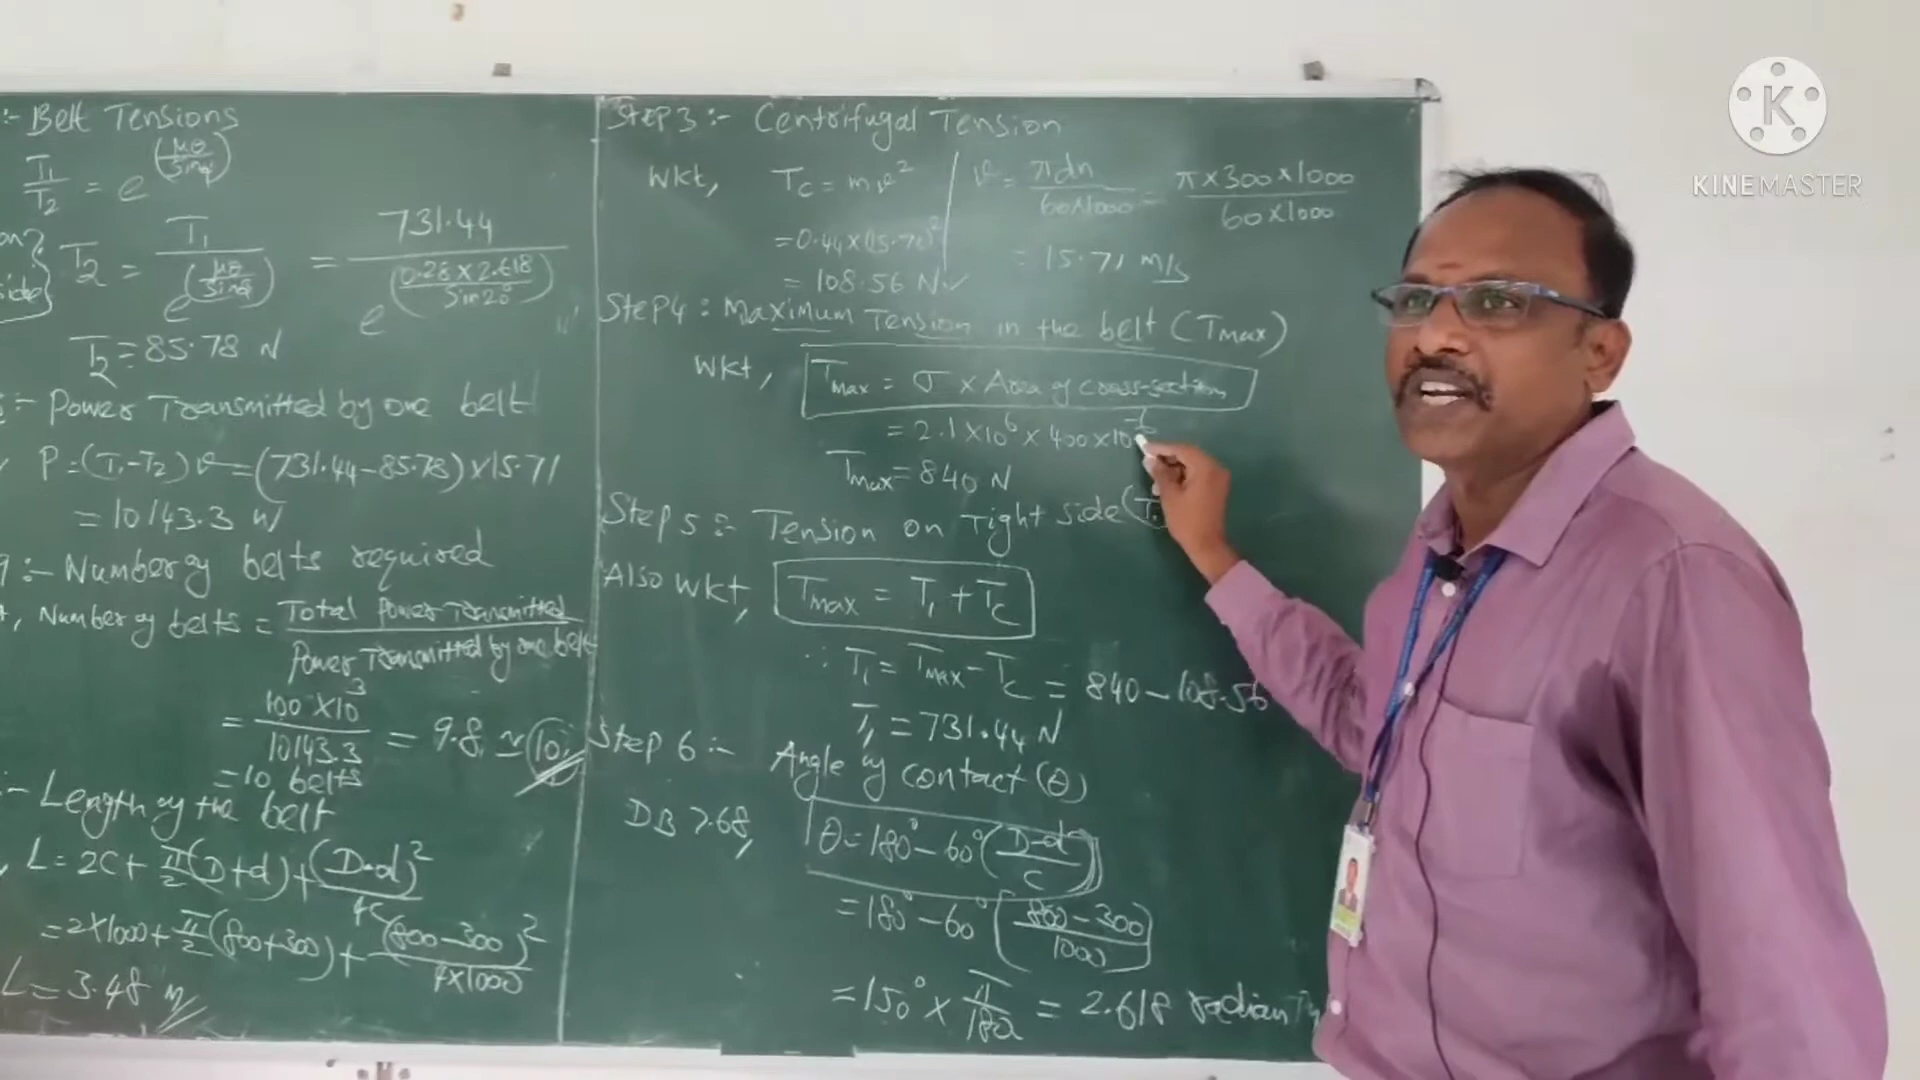 :- Belt Tensions
T₁/T₂ = e^(μθ/sinφ)
T₂ = T₁ / e^(μθ/sinφ) = 731.44 / e^(0.28×2.618/Sin20°)
T₂ = 85.78 N
:- Power Transmitted by one belt
P = (T₁-T₂) v = (731.44-85.78)×15.71
= 10143.3 W
9:- Number of belts required
Number of belts = Total Power Transmitted / Power Transmitted by one belt
= 100×10³ / 10143.3 = 9.8 ≃ 10
= 10 belts
:- Length of the belt
L = 2C + π/2 (D+d) + (D-d)² / 4C
= 2×1000 + π/2 (800+300) + (800-300)² / 4×1000
L = 3.48 m
Step 3 :- Centrifugal Tension
Wkt, Tc = mv²
v = πdn / 60×1000 = π×300×1000 / 60×1000
= 0.44×(15.71)²
= 15.71 m/s
= 108.56 N
Step 4 : Maximum Tension in the belt (Tmax)
Wkt, Tmax = σ × Area of cross-section
= 2.1×10⁶ × 400×10⁻⁶
Tmax = 840 N
Step 5 :- Tension on Tight side (T₁
Also Wkt, Tmax = T₁ + Tc
∴ T₁ = Tmax - Tc = 840 - 108.56
T₁ = 731.44 N
Step 6 :- Angle of contact (θ)
DB 7.68, θ = 180° - 60° (D-d / C)
= 180° - 60° (800-300 / 1000)
= 150° × π/180 = 2.618 radian
K
KINEMASTER